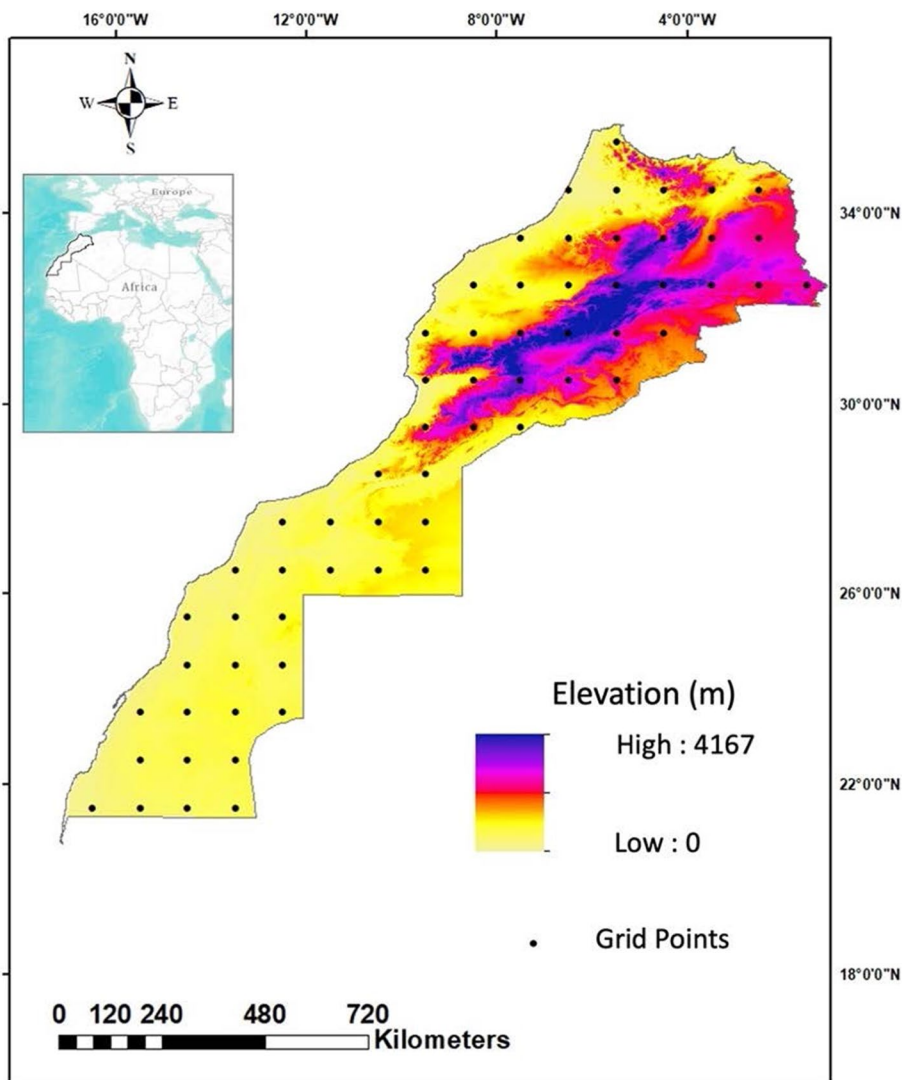 16°0'0"W 12°0'0"W 8°0'0"W 4°0'0"W
N
W E
S
Europe
Africa
34°0'0"N
30°0'0"N
26°0'0"N
22°0'0"N
18°0'0"N
Elevation (m)
High : 4167
Low : 0
Grid Points
0 120 240 480 720
Kilometers